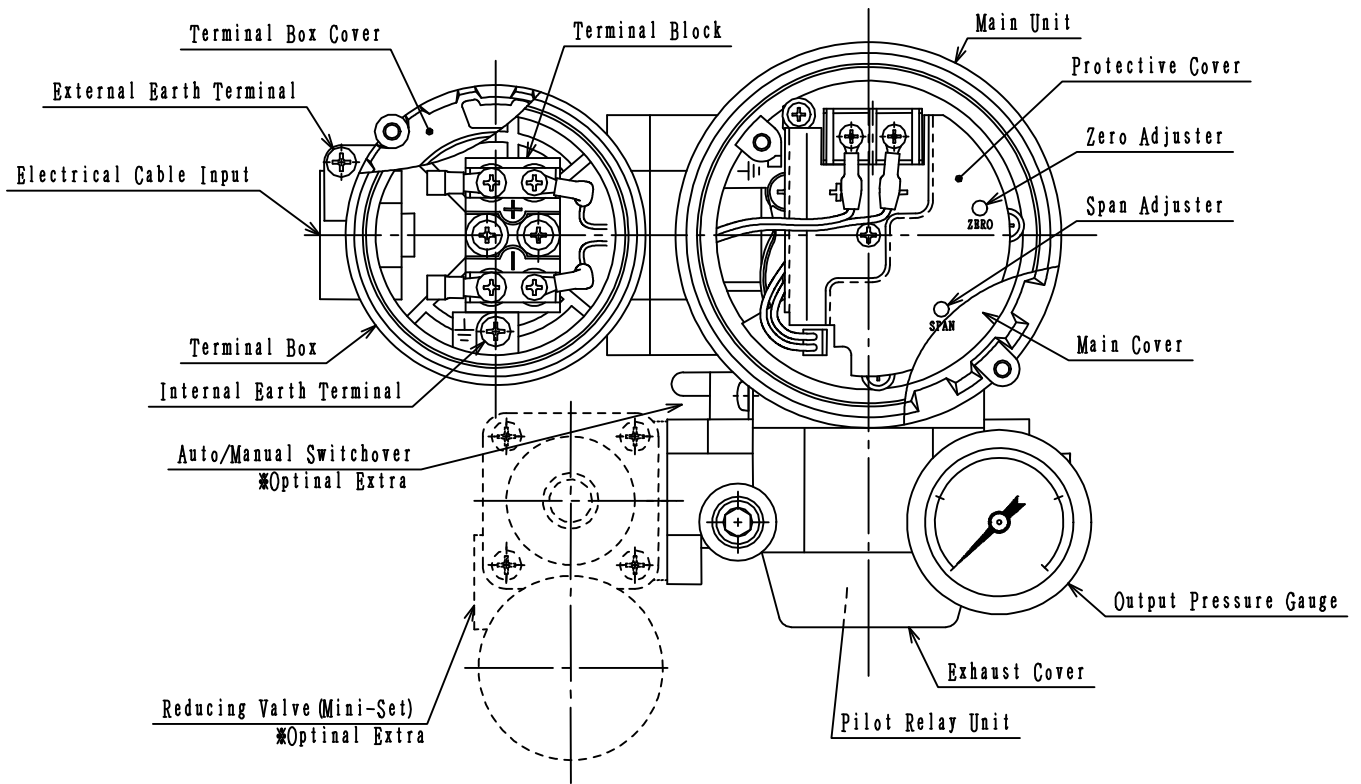 Terminal Box Cover
Terminal Block
Main Unit
External Earth Terminal
Protective Cover
Zero Adjuster
Electrical Cable Input
Span Adjuster
ZERO
SPAN
Terminal Box
Main Cover
Internal Earth Terminal
Auto/Manual Switchover
※Optinal Extra
Output Pressure Gauge
Exhaust Cover
Reducing Valve (Mini-Set)
※Optinal Extra
Pilot Relay Unit